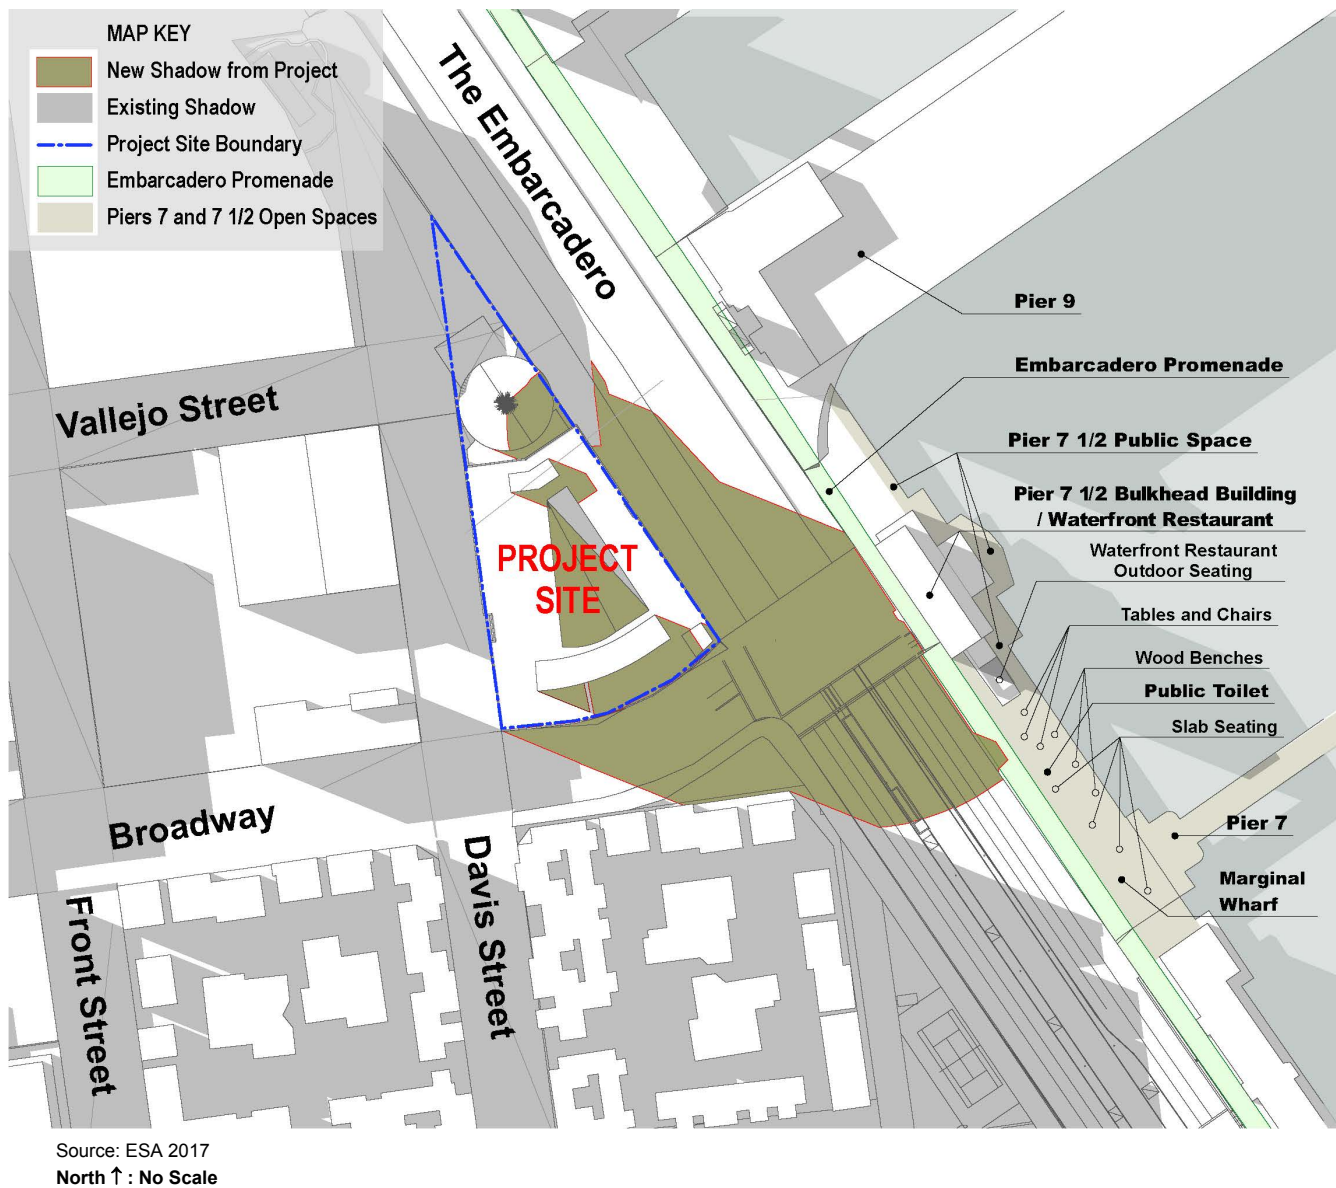 MAP KEY
New Shadow from Project
Existing Shadow
Project Site Boundary
Embarcadero Promenade
Piers 7 and 7 1/2 Open Spaces
The Embarcadero
Pier 9
Embarcadero Promenade
Vallejo Street
Pier 7 1/2 Public Space
Pier 7 1/2 Bulkhead Building
/ Waterfront Restaurant
Waterfront Restaurant
Outdoor Seating
PROJECT
SITE
Tables and Chairs
Wood Benches
Public Toilet
Slab Seating
Broadway
Pier 7
Davis Street
Front Street
Marginal
Wharf
Source: ESA 2017
North ↑ : No Scale